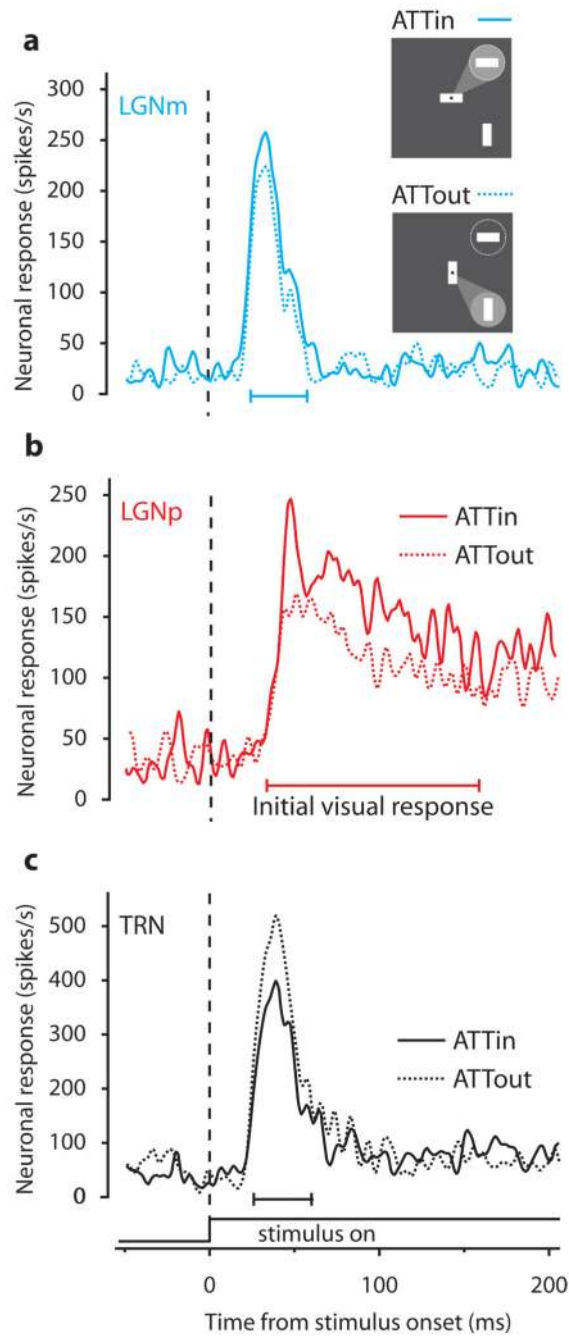 a
ATTin
LGNm
300
250
200
150
100
50
0
Neuronal response (spikes/s)
ATTout
b
LGNp
250
200
150
100
50
0
Neuronal response (spikes/s)
ATTin
ATTout
Initial visual response
c
TRN
500
400
300
200
100
0
Neuronal response (spikes/s)
ATTin
ATTout
stimulus on
0 100 200
Time from stimulus onset (ms)